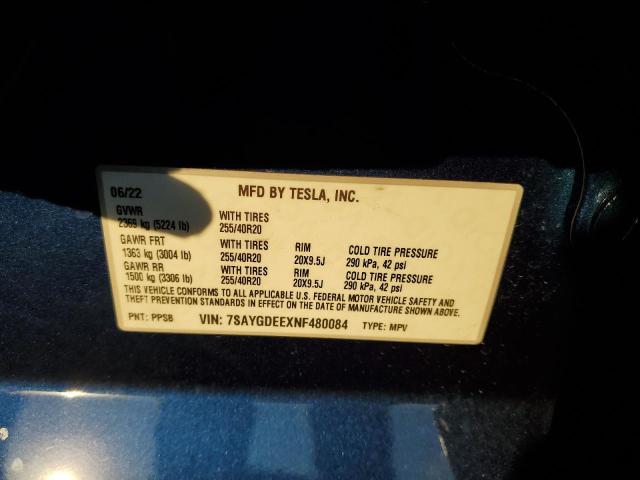 06/22 MFD BY TESLA, INC.
GVWR WITH TIRES
2369 kg (5224 lb) 255/40R20
GAWR FRT WITH TIRES RIM COLD TIRE PRESSURE
1363 kg (3004 lb) 255/40R20 20X9.5J 290 kPa, 42 psi
GAWR RR WITH TIRES RIM COLD TIRE PRESSURE
1500 kg (3306 lb) 255/40R20 20X9.5J 290 kPa, 42 psi
THIS VEHICLE CONFORMS TO ALL APPLICABLE U.S. FEDERAL MOTOR VEHICLE SAFETY AND
THEFT PREVENTION STANDARDS IN EFFECT ON THE DATE OF MANUFACTURE SHOWN ABOVE.
PNT: PPSB VIN: 7SAYGDEEXNF480084 TYPE: MPV